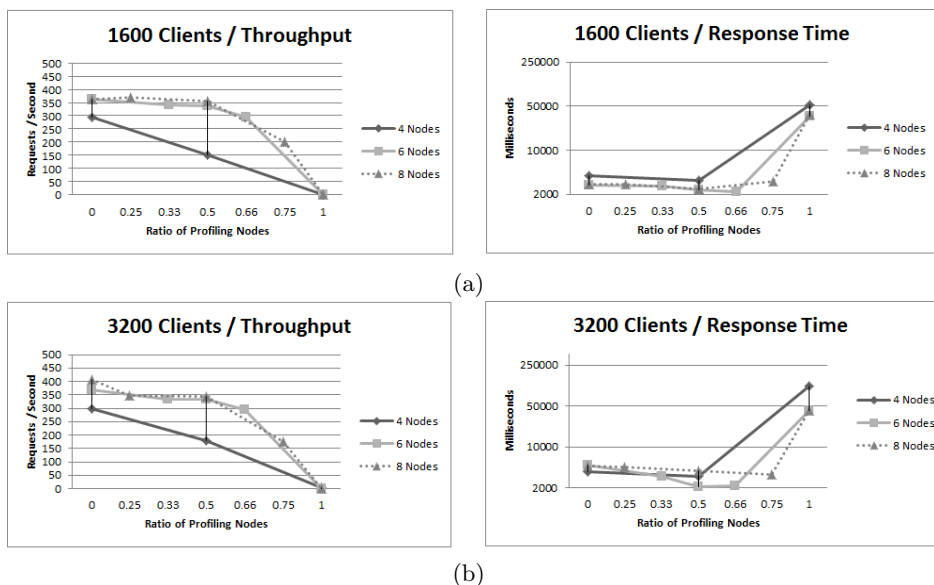 1600 Clients / Throughput
Requests / Second
500
450
400
350
300
250
200
150
100
50
0
0 0.25 0.33 0.5 0.66 0.75 1
Ratio of Profiling Nodes
4 Nodes
6 Nodes
8 Nodes
1600 Clients / Response Time
Milliseconds
250000
50000
10000
2000
0 0.25 0.33 0.5 0.66 0.75 1
Ratio of Profiling Nodes
4 Nodes
6 Nodes
8 Nodes
(a)
3200 Clients / Throughput
Requests / Second
500
450
400
350
300
250
200
150
100
50
0
0 0.25 0.33 0.5 0.66 0.75 1
Ratio of Profiling Nodes
4 Nodes
6 Nodes
8 Nodes
3200 Clients / Response Time
Milliseconds
250000
50000
10000
2000
0 0.25 0.33 0.5 0.66 0.75 1
Ratio of Profiling Nodes
4 Nodes
6 Nodes
8 Nodes
(b)